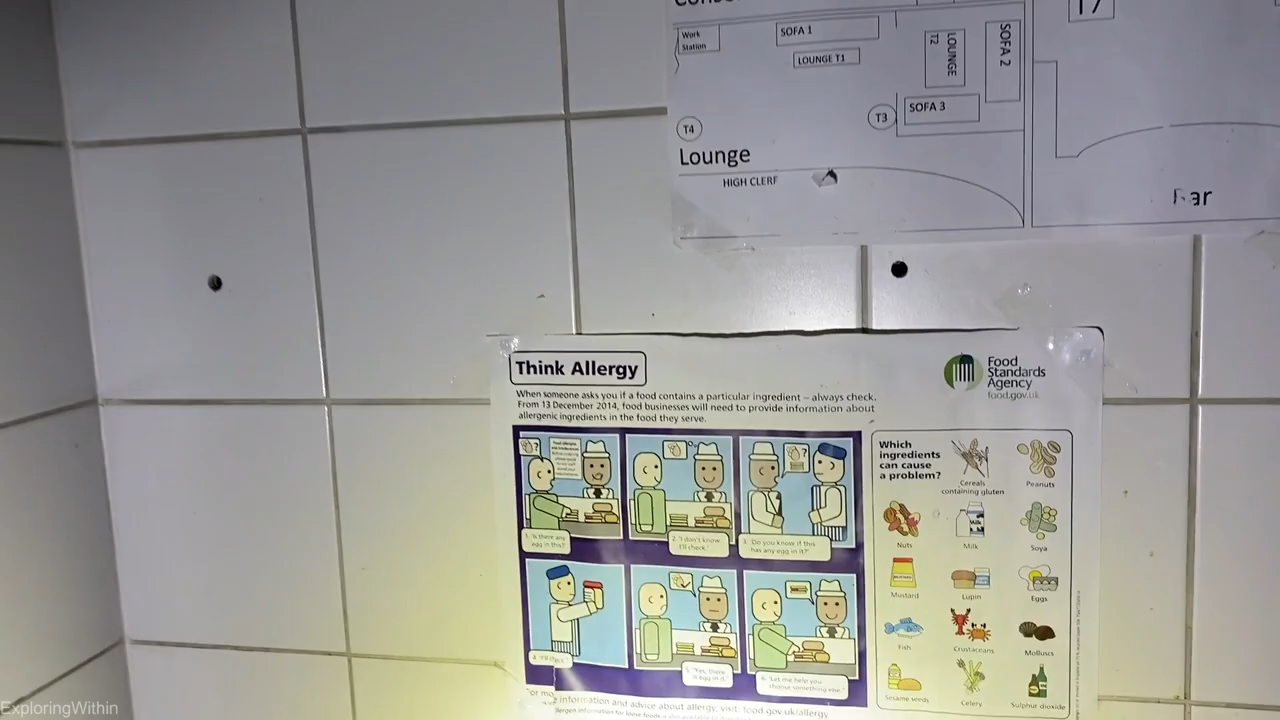 17
Work
Station
SOFA 1
LOUNGE T1
LOUNGE
T2
SOFA 2
SOFA 3
T3
T4
Lounge
HIGH CLERF
Think Allergy
Food
Standards
Agency
food.gov.uk
When someone asks you if a food contains a particular ingredient – always check.
From 13 December 2014, food businesses will need to provide information about
allergenic ingredients in the food they serve.
1. "Is there any
egg in this?"
2. "I don't know
I'll check."
3. "Do you know if this
has any egg in it?"
5. "Yes, there
is egg in it."
6. "Let me help you
choose something else."
Which
ingredients
can cause
a problem?
Cereals
containing gluten
Peanuts
Nuts
Milk
Soya
Mustard
Lupin
Eggs
Fish
Crustaceans
Molluscs
Sesame seeds
Celery
Sulphur dioxide
information and advice about allergy, visit: food.gov.uk/allergy
ExploringWithin